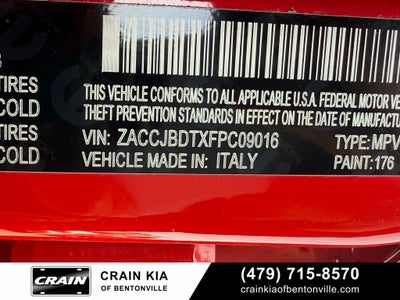 TIRES
COLD
TIRES
COLD
THIS VEHICLE CONFORMS TO ALL APPLICABLE U.S.A. FEDERAL MOTOR
THEFT PREVENTION STANDARDS IN EFFECT ON THE DATE OF MANUFAC
VIN: ZACCJBDTXFPC09016 TYPE: MPV
VEHICLE MADE IN: ITALY PAINT: 176
CRAIN
CRAIN KIA
OF BENTONVILLE
(479) 715-8570
crainkiaofbentonville.com